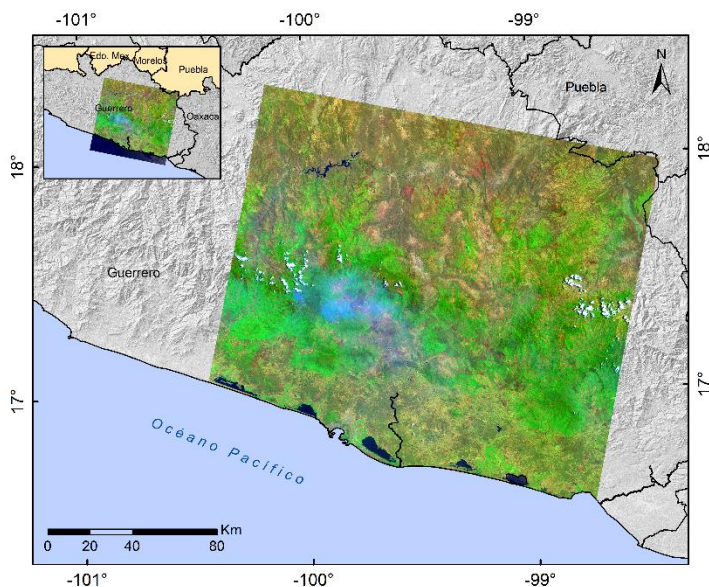 -101° -100° -99°
Edo. Mex. Morelos
Puebla
Guerrero
Oaxaca
N
Puebla
18° 18°
Guerrero
17° 17°
Océano Pacífico
Km
0 20 40 80
-101° -100° -99°